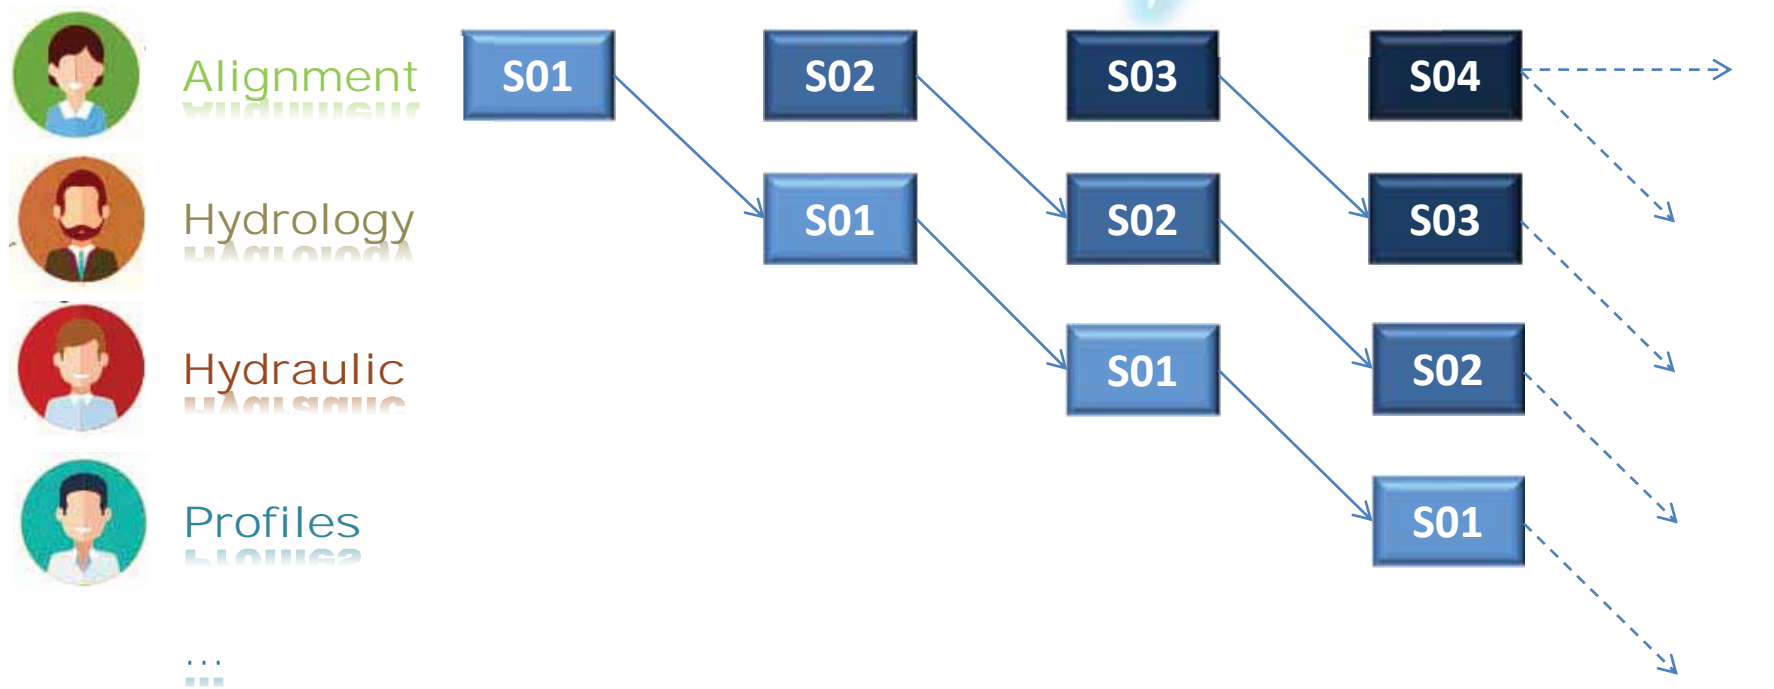 Alignment S01 S02 S03 S04
Hydrology S01 S02 S03
Hydraulic S01 S02
Profiles S01
...